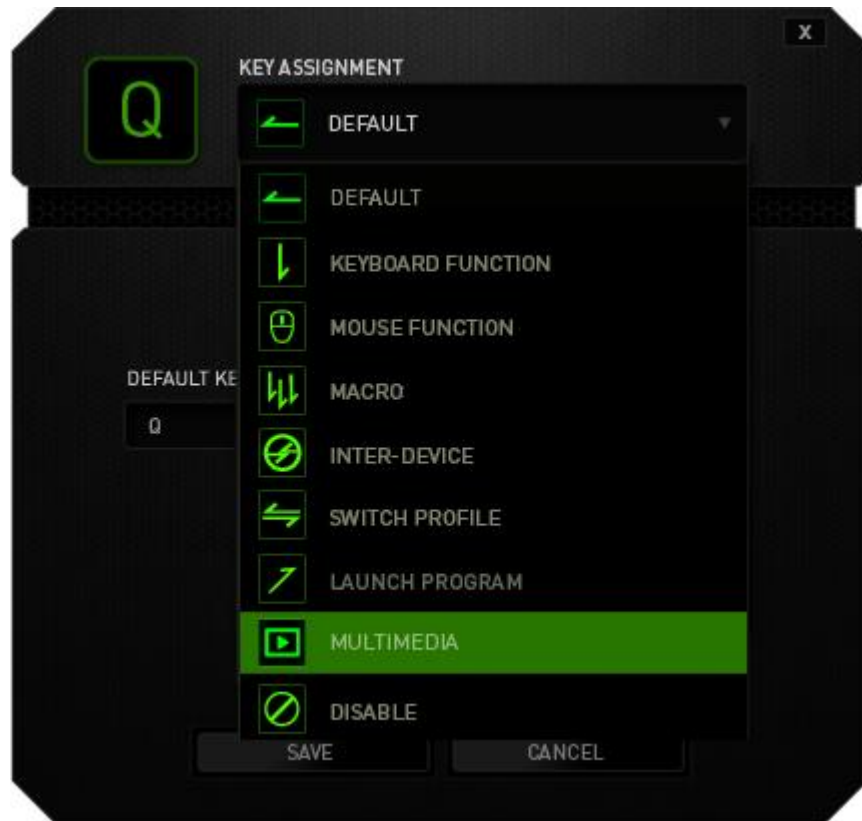 X
KEY ASSIGNMENT
Q
DEFAULT
DEFAULT
KEYBOARD FUNCTION
MOUSE FUNCTION
DEFAULT KE
MACRO
Q
INTER-DEVICE
SWITCH PROFILE
LAUNCH PROGRAM
MULTIMEDIA
DISABLE
SAVE
CANCEL